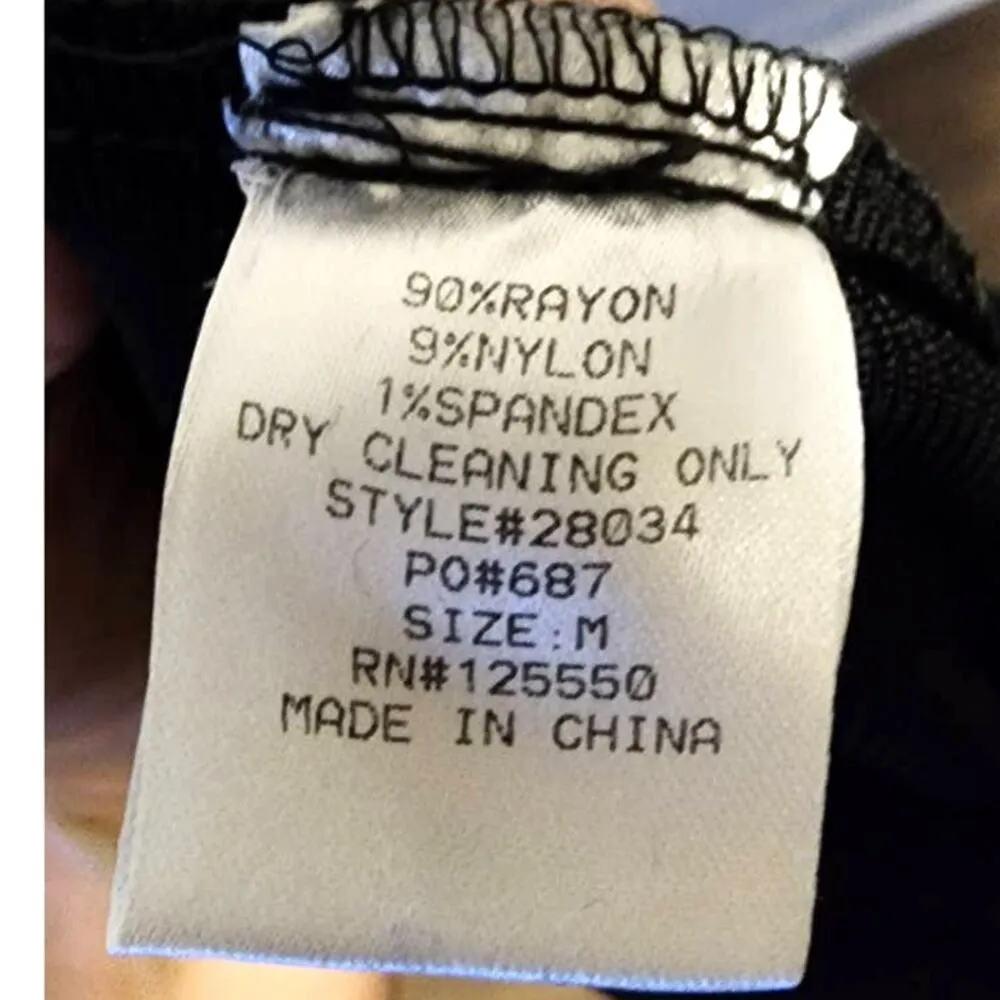 90%RAYON
9%NYLON
1%SPANDEX
DRY CLEANING ONLY
STYLE#28034
PO#687
SIZE:M
RN#125550
MADE IN CHINA